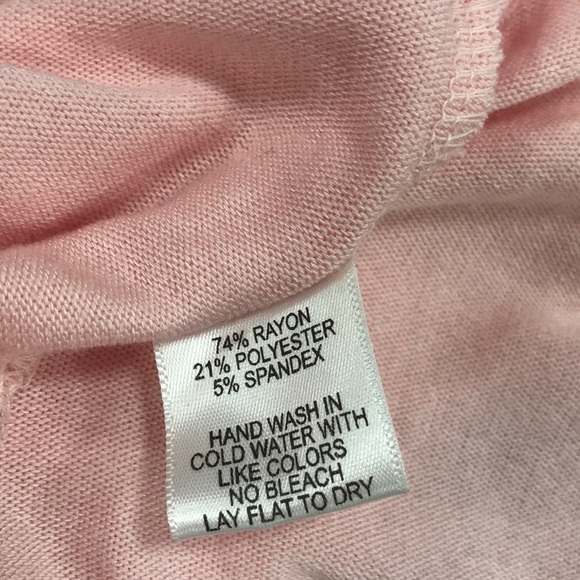 74% RAYON
21% POLYESTER
5% SPANDEX
HAND WASH IN
COLD WATER WITH
LIKE COLORS
NO BLEACH
LAY FLAT TO DRY